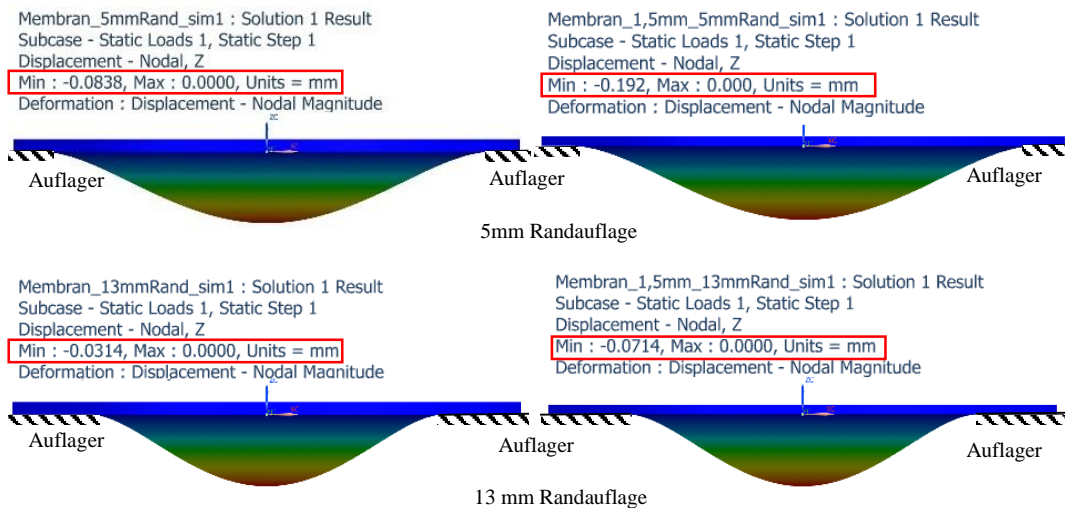 Membran_5mmRand_sim1 : Solution 1 Result
Subcase - Static Loads 1, Static Step 1
Displacement - Nodal, Z
Min : -0.0838, Max : 0.0000, Units = mm
Deformation : Displacement - Nodal Magnitude
ZC
Auflager
Auflager
Membran_1,5mm_5mmRand_sim1 : Solution 1 Result
Subcase - Static Loads 1, Static Step 1
Displacement - Nodal, Z
Min : -0.192, Max : 0.000, Units = mm
Deformation : Displacement - Nodal Magnitude
Auflager
5mm Randauflage
Membran_13mmRand_sim1 : Solution 1 Result
Subcase - Static Loads 1, Static Step 1
Displacement - Nodal, Z
Min : -0.0314, Max : 0.0000, Units = mm
Deformation : Displacement - Nodal Magnitude
ZC
Auflager
Auflager
Membran_1,5mm_13mmRand_sim1 : Solution 1 Result
Subcase - Static Loads 1, Static Step 1
Displacement - Nodal, Z
Min : -0.0714, Max : 0.0000, Units = mm
Deformation : Displacement - Nodal Magnitude
ZC
Auflager
13 mm Randauflage